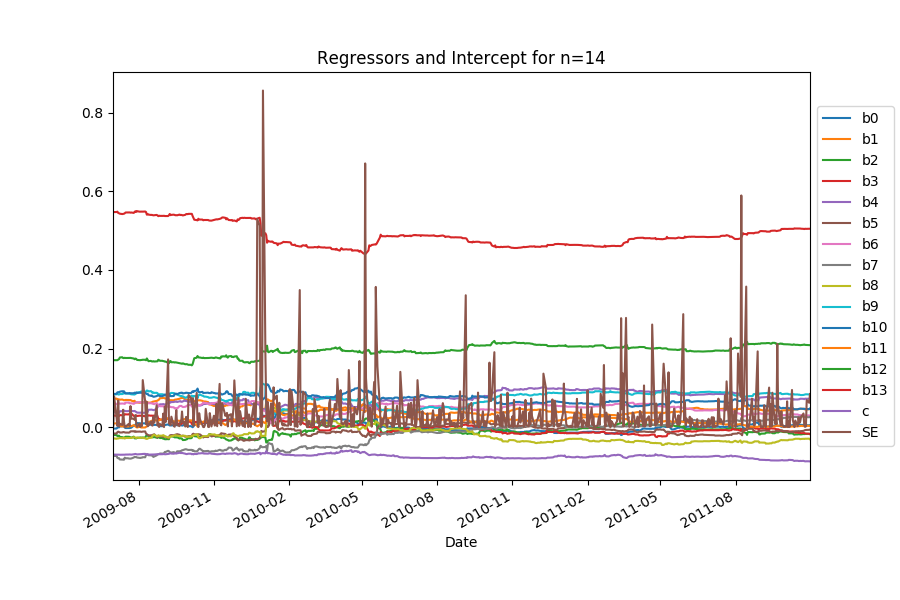 Regressors and Intercept for n=14
0.8
0.6
0.4
0.2
0.0
2009-08
2009-11
2010-02
2010-05
2010-08
2010-11
2011-02
2011-05
2011-08
Date
b0
b1
b2
b3
b4
b5
b6
b7
b8
b9
b10
b11
b12
b13
c
SE